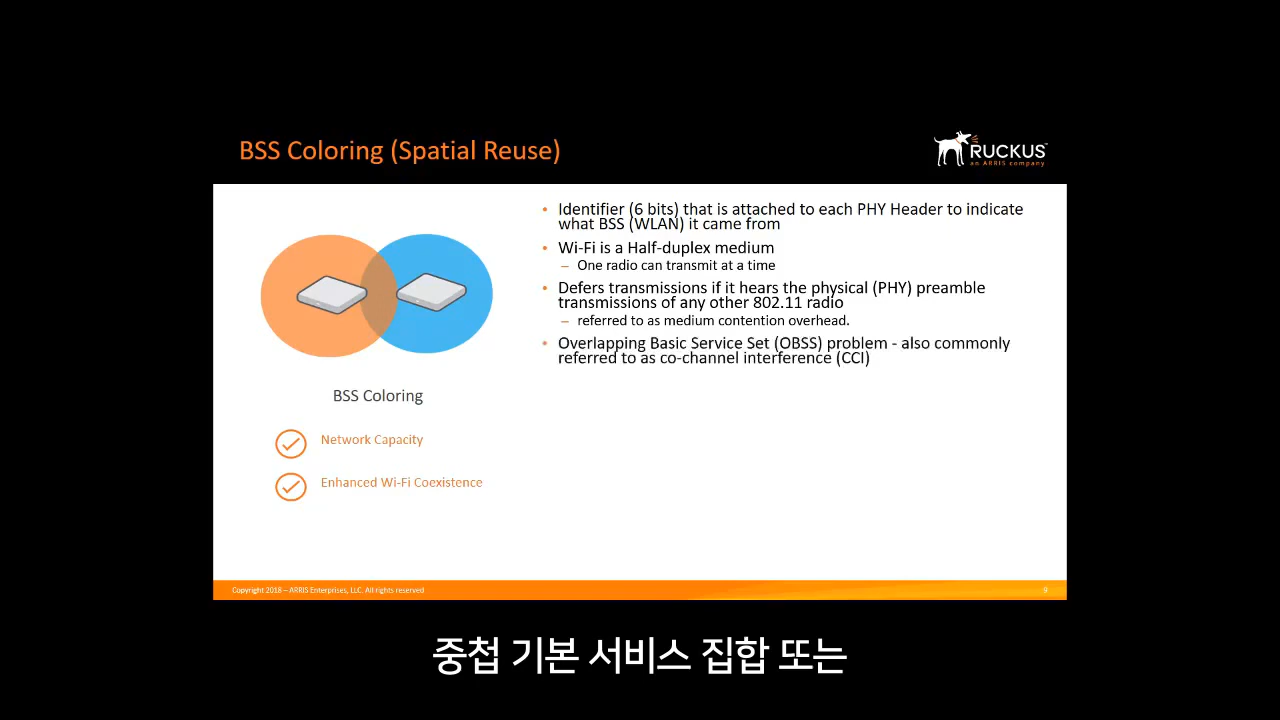 BSS Coloring (Spatial Reuse)
RUCKUS
an ARRIS company
• Identifier (6 bits) that is attached to each PHY Header to indicate
what BSS (WLAN) it came from
• Wi-Fi is a Half-duplex medium
– One radio can transmit at a time
• Defers transmissions if it hears the physical (PHY) preamble
transmissions of any other 802.11 radio
– referred to as medium contention overhead.
• Overlapping Basic Service Set (OBSS) problem - also commonly
referred to as co-channel interference (CCI)
BSS Coloring
Network Capacity
Enhanced Wi-Fi Coexistence
Copyright 2018 – ARRIS Enterprises, LLC. All rights reserved
9
중첩 기본 서비스 집합 또는